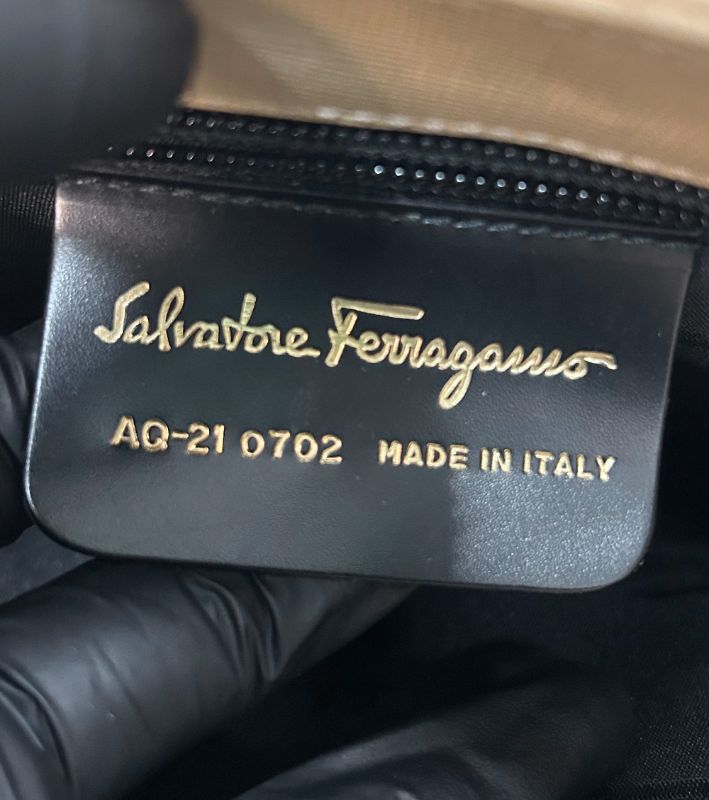 Salvatore Ferragamo
AQ-21 0702 MADE IN ITALY